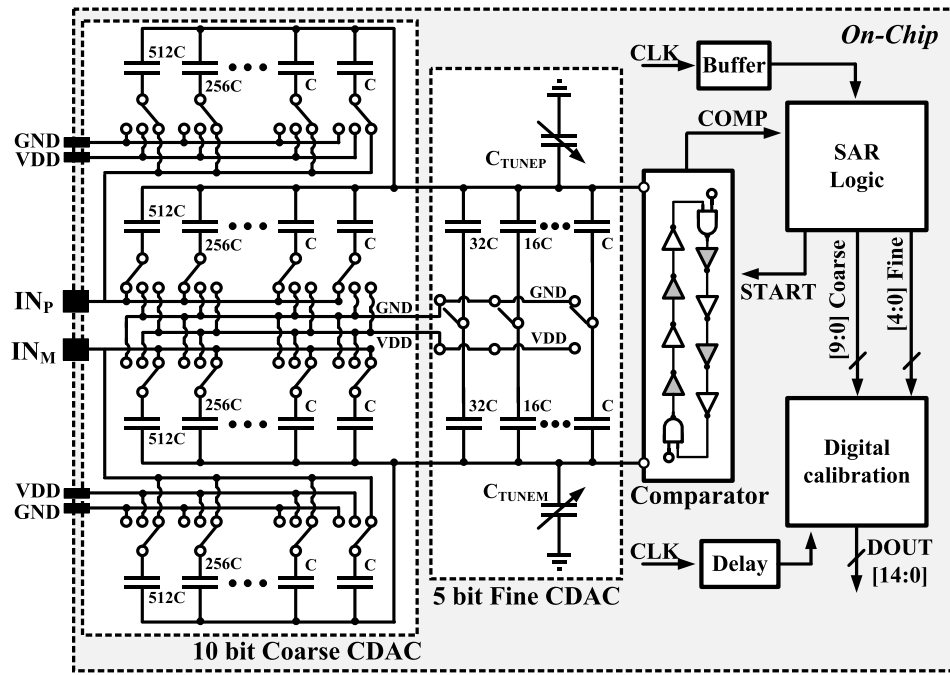 On-Chip
512C
256C
C
C
GND
VDD
CLK
Buffer
COMP
C_TUNEP
SAR
Logic
512C
256C
C
C
32C
16C
C
IN_P
GND
START
[9:0] Coarse
[4:0] Fine
IN_M
VDD
VDD
512C
256C
C
C
32C
16C
C
Digital
calibration
C_TUNEM
Comparator
VDD
GND
CLK
Delay
DOUT
[14:0]
512C
256C
C
C
5 bit Fine CDAC
10 bit Coarse CDAC